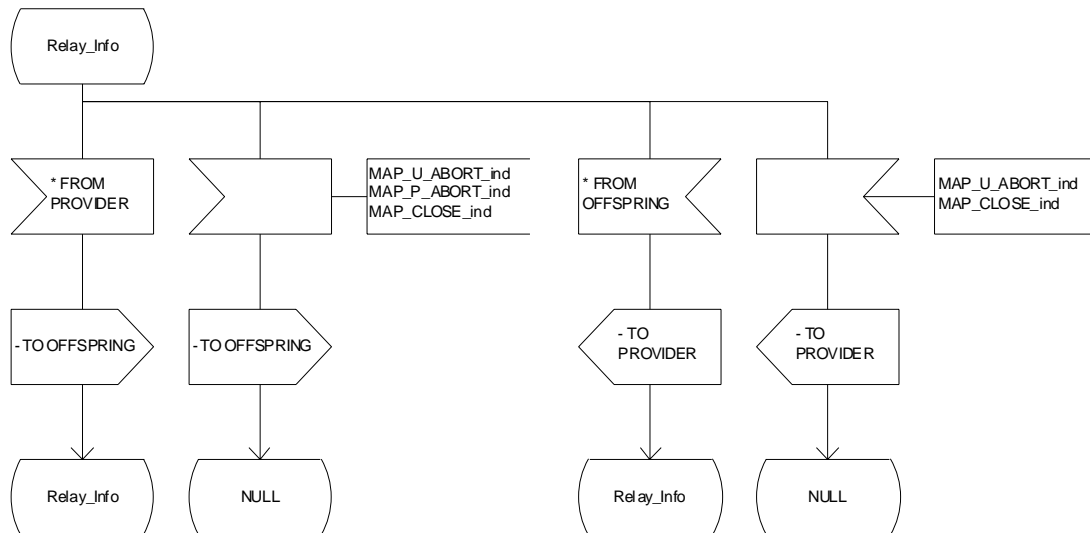 Relay_Info
* FROM
PROVIDER
MAP_U_ABORT_ind
MAP_P_ABORT_ind
MAP_CLOSE_ind
* FROM
OFFSPRING
MAP_U_ABORT_ind
MAP_CLOSE_ind
- TO OFFSPRING
- TO OFFSPRING
- TO
PROVIDER
- TO
PROVIDER
Relay_Info
NULL
Relay_Info
NULL